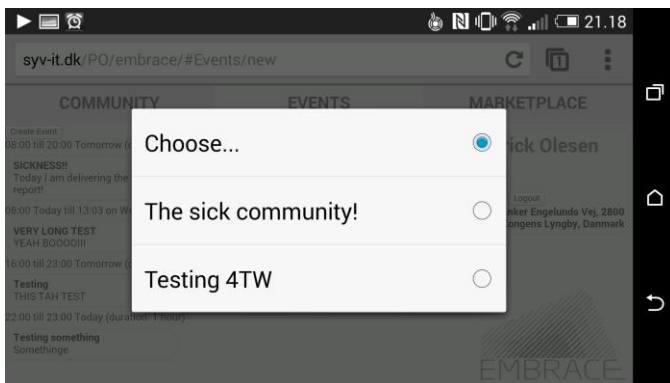 21.18
syv-it.dk/PO/embrace/#Events/new
1
COMMUNITY EVENTS MARKETPLACE
Create Event
08:00 till 20:00 Tomorrow
SICKNESS!!
Today I am delivering the
report!
08:00 Today till 13:03 on
VERY LONG TEST
YEAH BOOOOIII
16:00 till 23:00 Tomorrow
Testing
THIS TAH TEST
22:00 till 23:00 Today (duration: 1 hour)
Testing something
Somethinge
Choose...
The sick community!
Testing 4TW
rick Olesen
Logout
nker Engelunds Vej, 2800
ongens Lyngby, Danmark
EMBRACE